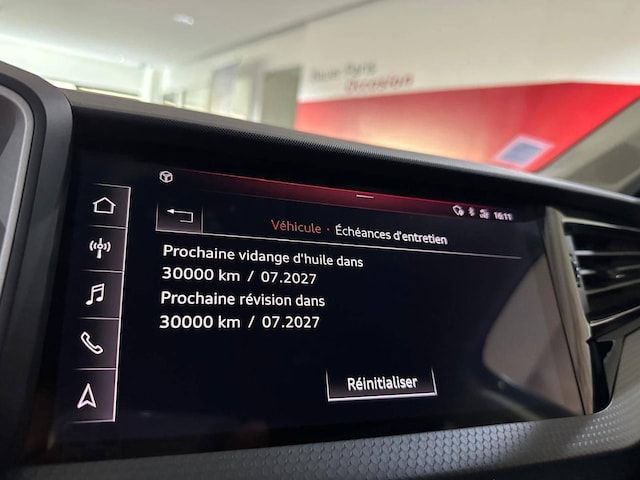 Occasion
16:11
Véhicule · Échéances d'entretien
Prochaine vidange d'huile dans
30000 km / 07.2027
Prochaine révision dans
30000 km / 07.2027
Réinitialiser